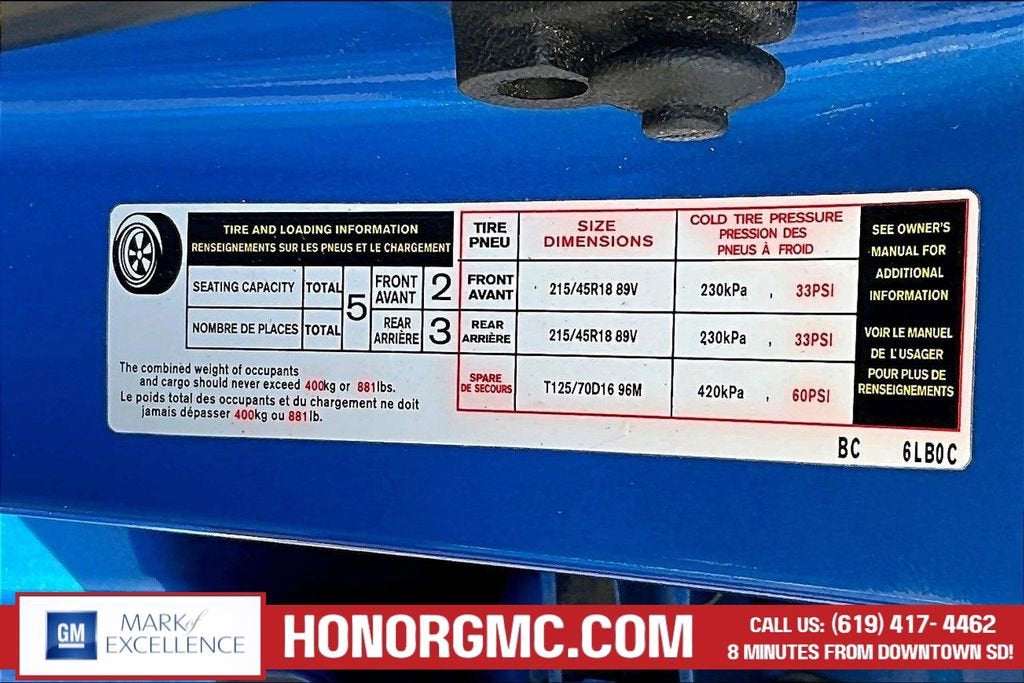 TIRE AND LOADING INFORMATION
RENSEIGNEMENTS SUR LES PNEUS ET LE CHARGEMENT
SEATING CAPACITY TOTAL 5 FRONT AVANT 2
NOMBRE DE PLACES TOTAL REAR ARRIÈRE 3
The combined weight of occupants
and cargo should never exceed 400kg or 881lbs.
Le poids total des occupants et du chargement ne doit
jamais dépasser 400kg ou 881lb.
TIRE PNEU SIZE DIMENSIONS COLD TIRE PRESSURE PRESSION DES PNEUS À FROID
FRONT AVANT 215/45R18 89V 230kPa , 33PSI
REAR ARRIÈRE 215/45R18 89V 230kPa , 33PSI
SPARE DE SECOURS T125/70D16 96M 420kPa , 60PSI
SEE OWNER'S
MANUAL FOR
ADDITIONAL
INFORMATION
VOIR LE MANUEL
DE L'USAGER
POUR PLUS DE
RENSEIGNEMENTS
BC 6LB0C
GM MARK of EXCELLENCE
HONORGMC.COM
CALL US: (619) 417- 4462
8 MINUTES FROM DOWNTOWN SD!